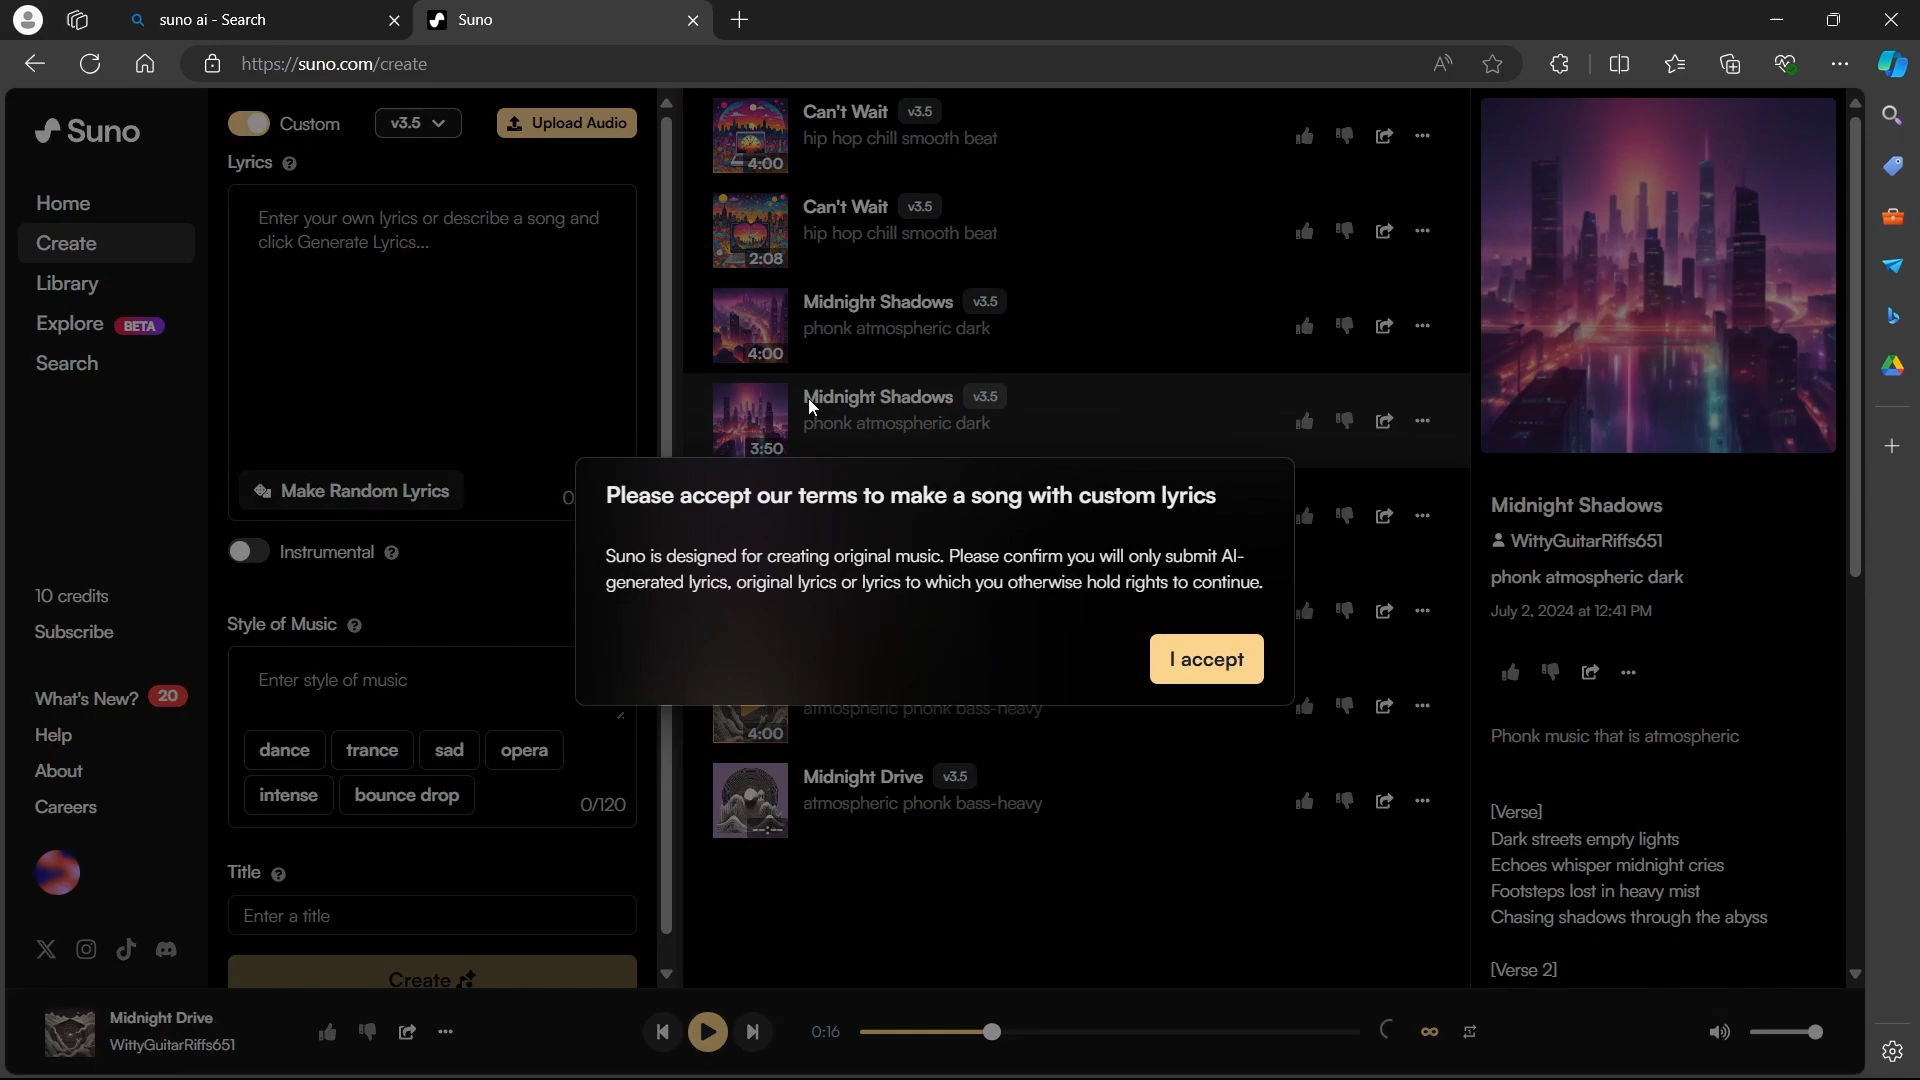 suno ai - Search
Suno
https://suno.com/create
Suno
Home
Create
Library
Explore BETA
Search
10 credits
Subscribe
What's New? 20
Help
About
Careers
Custom
v3.5
Upload Audio
Lyrics
Enter your own lyrics or describe a song and
click Generate Lyrics...
Make Random Lyrics
0
Instrumental
Style of Music
Enter style of music
dance
trance
sad
opera
intense
bounce drop
0/120
Title
Enter a title
Create
4:00
Can't Wait v3.5
hip hop chill smooth beat
2:08
Can't Wait v3.5
hip hop chill smooth beat
4:00
Midnight Shadows v3.5
phonk atmospheric dark
3:50
Midnight Shadows v3.5
phonk atmospheric dark
Please accept our terms to make a song with custom lyrics
Suno is designed for creating original music. Please confirm you will only submit AI-
generated lyrics, original lyrics or lyrics to which you otherwise hold rights to continue.
I accept
4:00
atmospheric phonk bass-heavy
Midnight Drive v3.5
atmospheric phonk bass-heavy
--:--
Midnight Shadows
WittyGuitarRiffs651
phonk atmospheric dark
July 2, 2024 at 12:41 PM
Phonk music that is atmospheric
[Verse]
Dark streets empty lights
Echoes whisper midnight cries
Footsteps lost in heavy mist
Chasing shadows through the abyss
[Verse 2]
Midnight Drive
WittyGuitarRiffs651
0:16